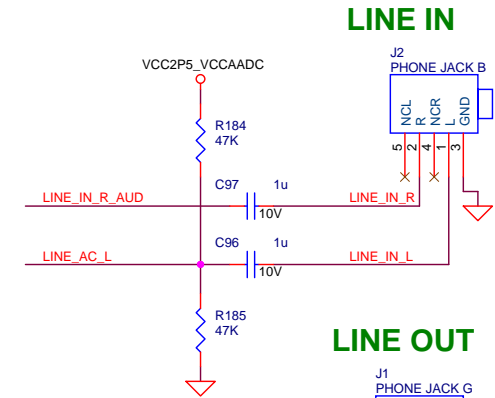 LINE IN
J2
PHONE JACK B
VCC2P5_VCCAADC
NCL
R
NCR
L
GND
5
2
4
1
3
R184
47K
C97
1u
10V
LINE_IN_R_AUD
LINE_IN_R
C96
1u
10V
LINE_AC_L
LINE_IN_L
R185
47K
LINE OUT
J1
PHONE JACK G